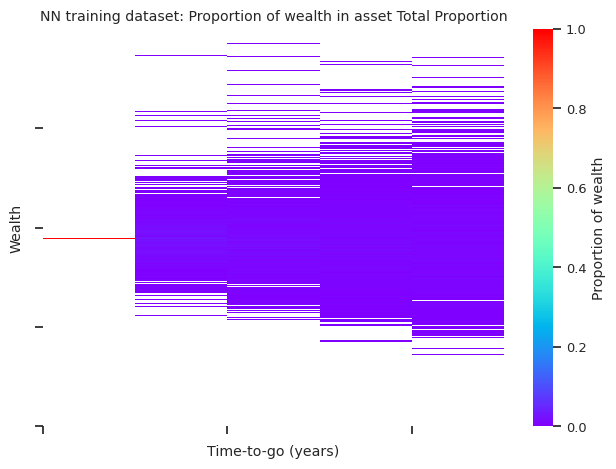 NN training dataset: Proportion of wealth in asset Total Proportion
1.0
0.8
0.6
0.4
0.2
0.0
Proportion of wealth
Wealth
Time-to-go (years)